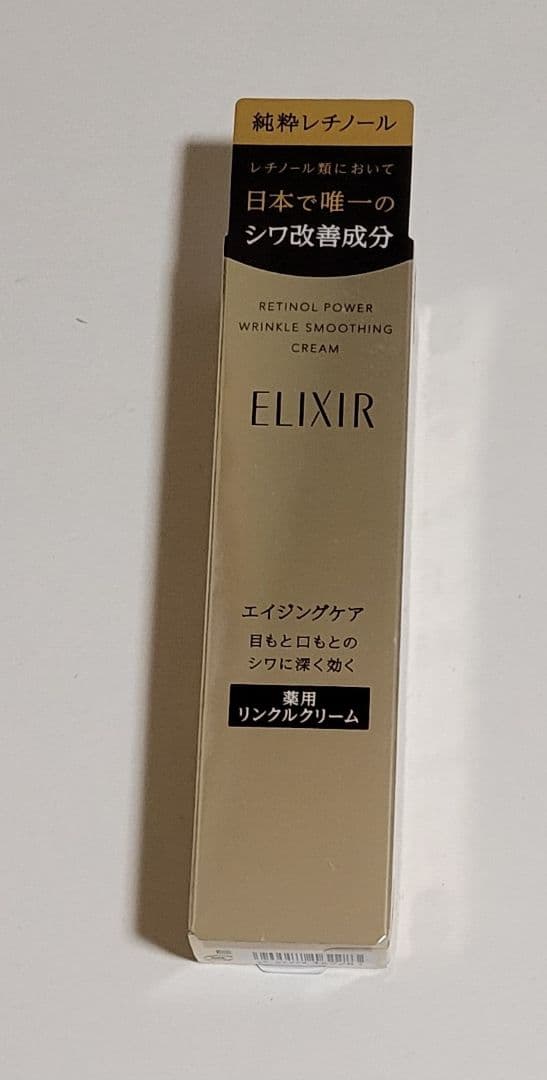 純粋レチノール
レチノール類において
日本で唯一の
シワ改善成分
RETINOL POWER
WRINKLE SMOOTHING
CREAM
ELIXIR
エイジングケア
目もと口もとの
シワに深く効く
薬用
リンクルクリーム